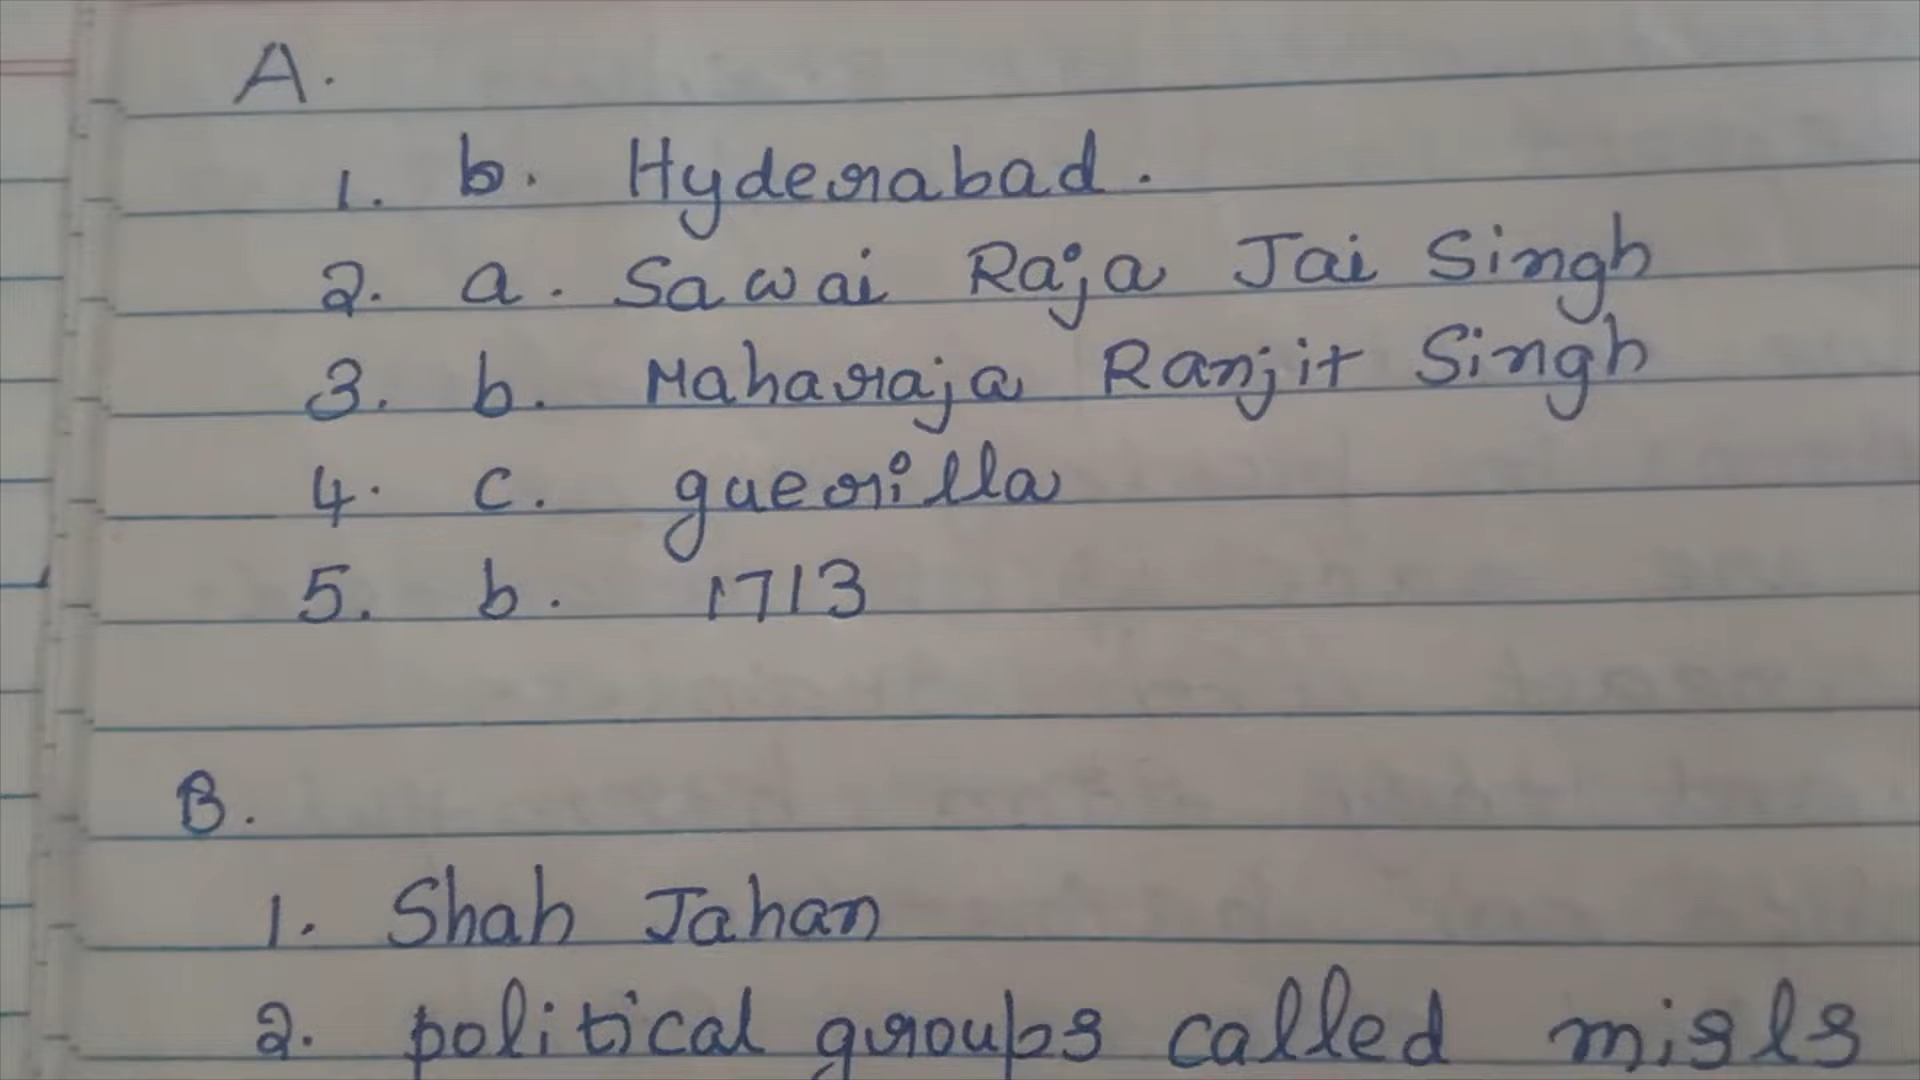 A.
1. b. Hyderabad.
2. a. Sawai Raja Jai Singh
3. b. Maharaja Ranjit Singh
4. c. guerilla
5. b. 1713
B.
1. Shah Jahan
2. political groups called misls